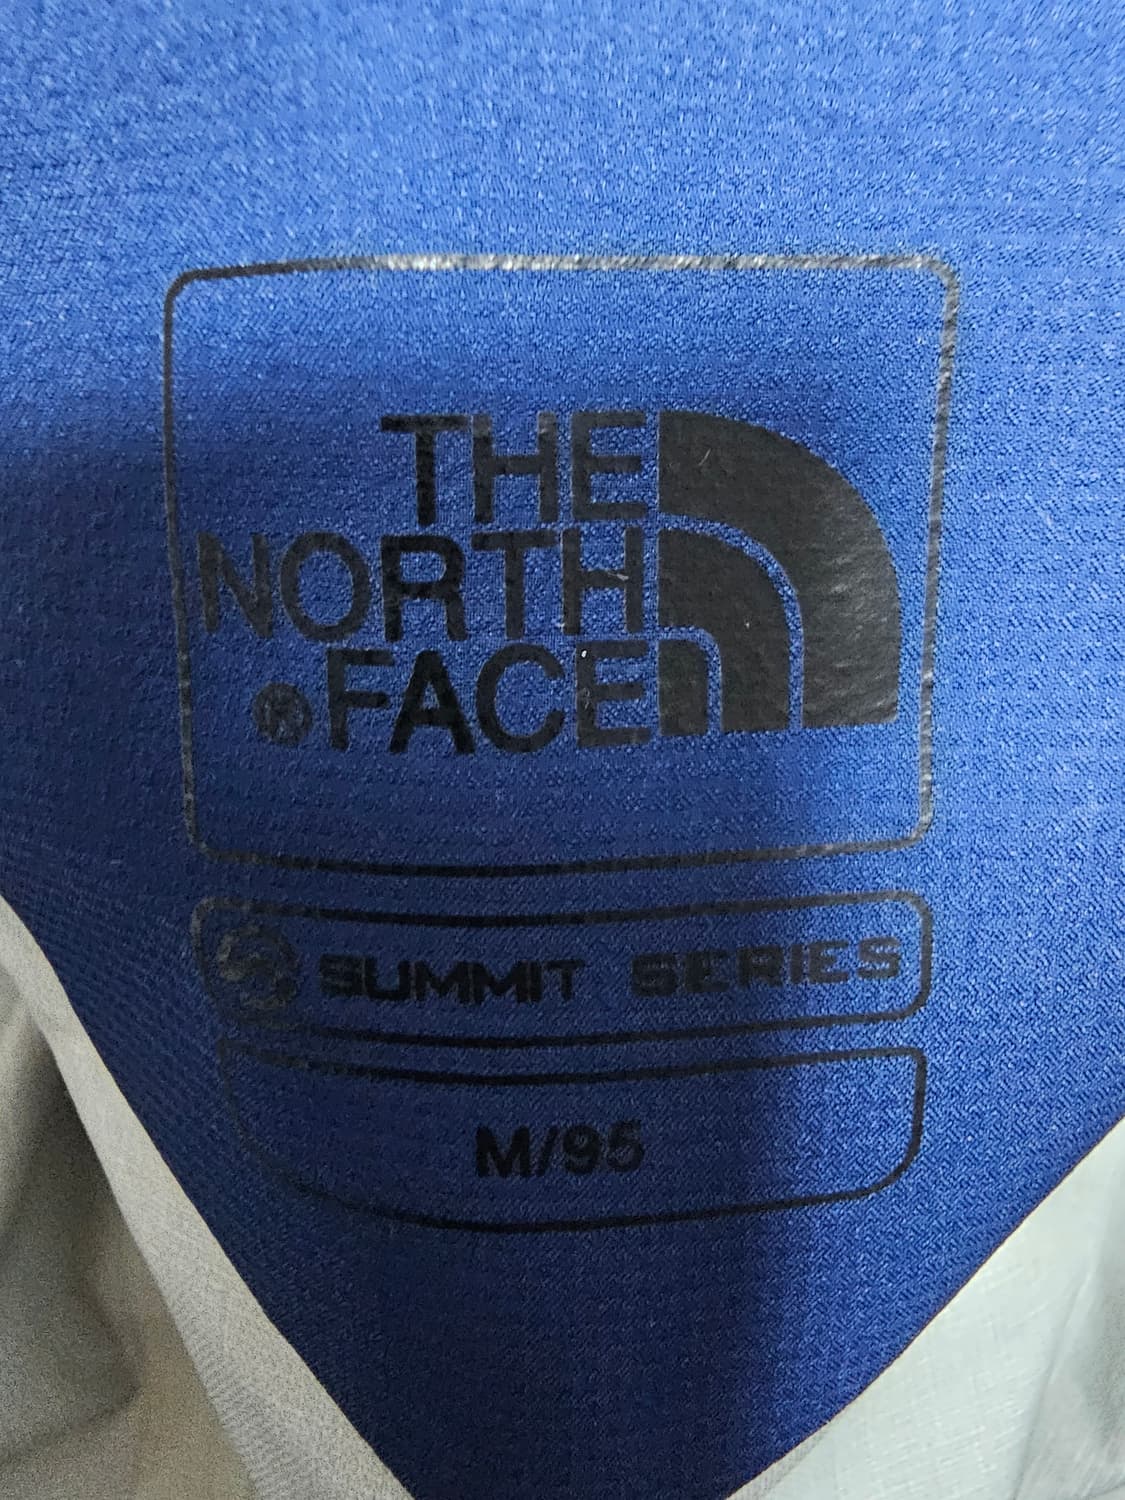 THE
NORTH
®FACE
SUMMIT SERIES
M/95